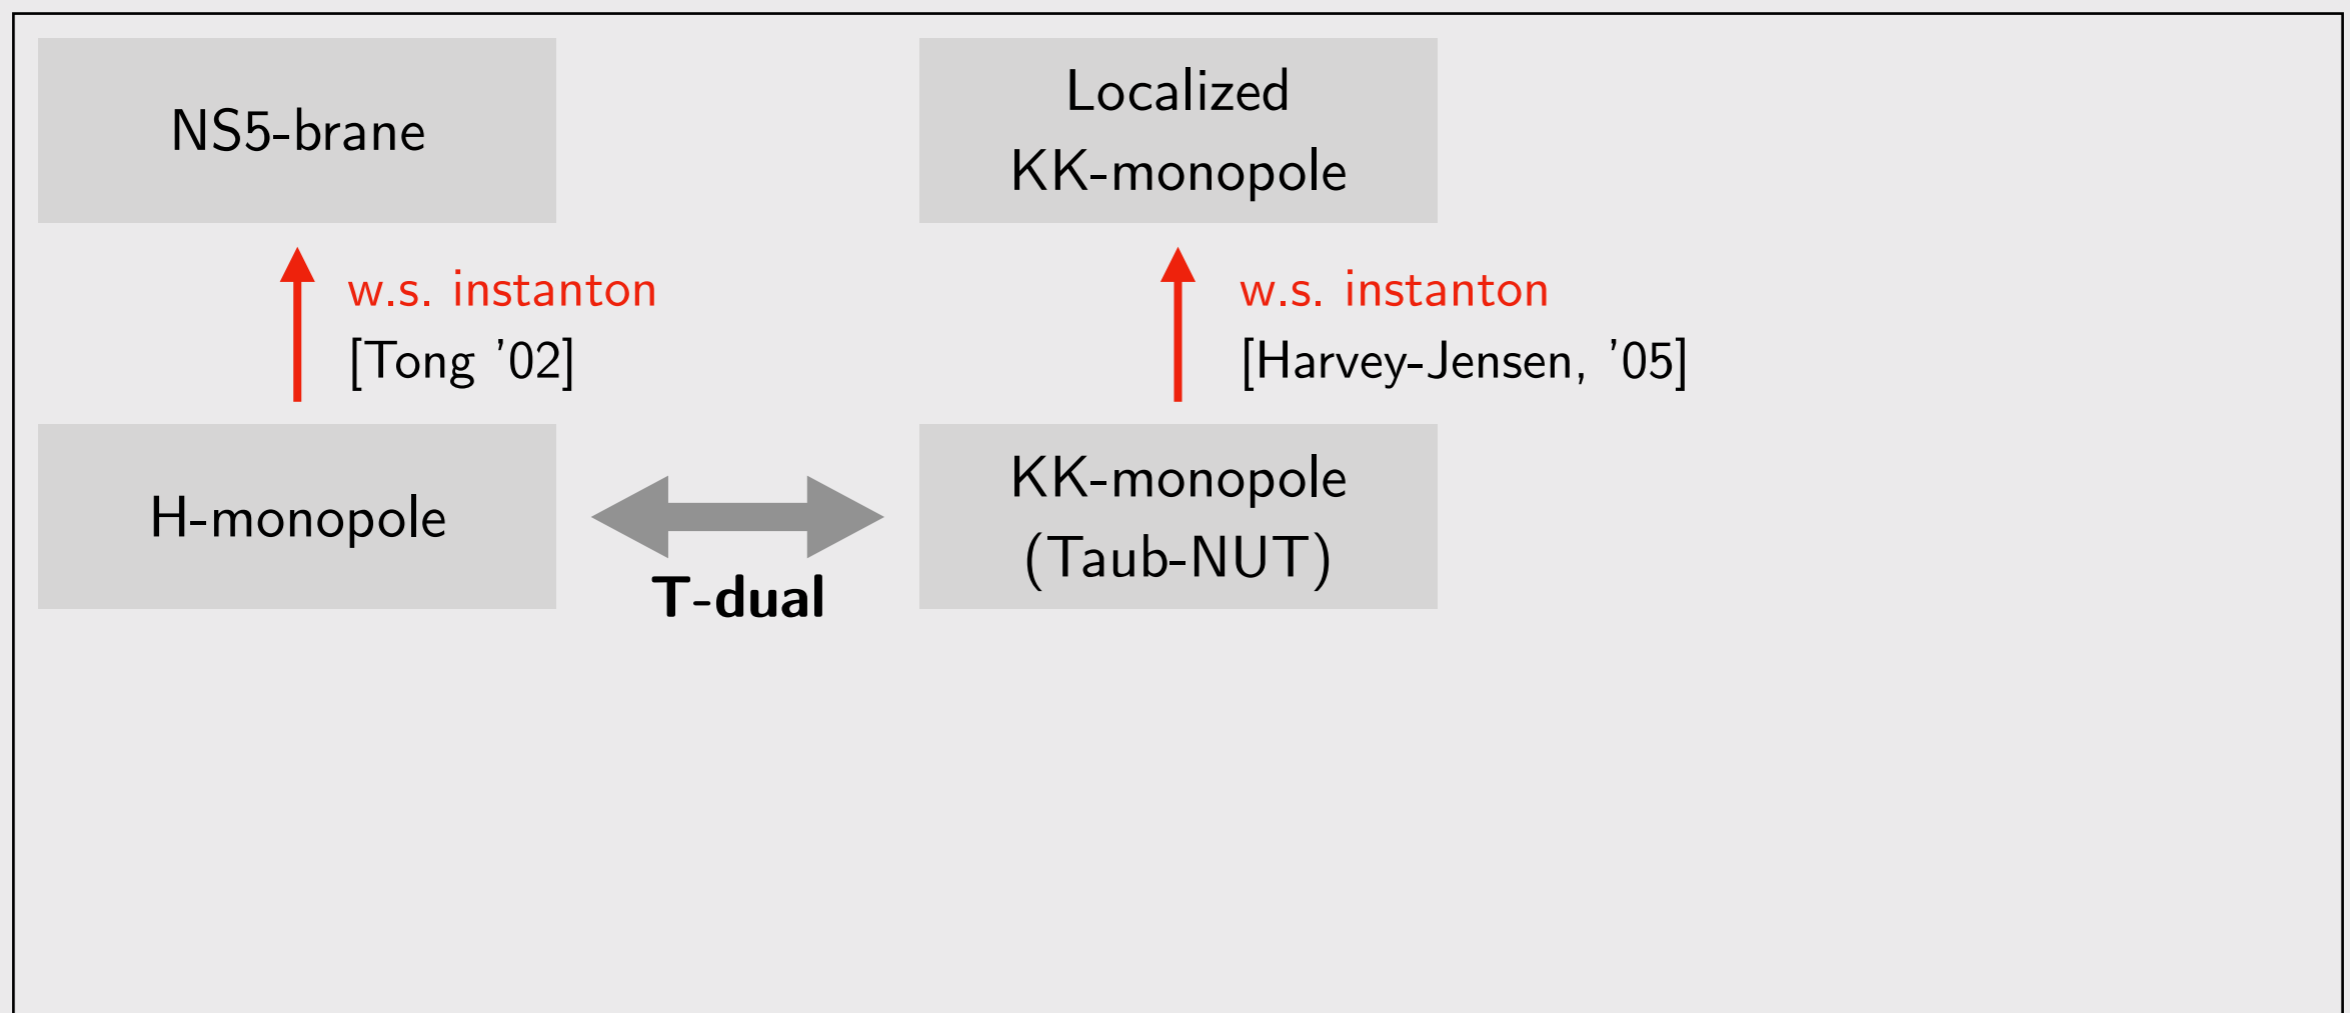 NS5-brane
Localized
KK-monopole
w.s. instanton
[Tong ’02]
w.s. instanton
[Harvey-Jensen, ’05]
H-monopole
T-dual
KK-monopole
(Taub-NUT)